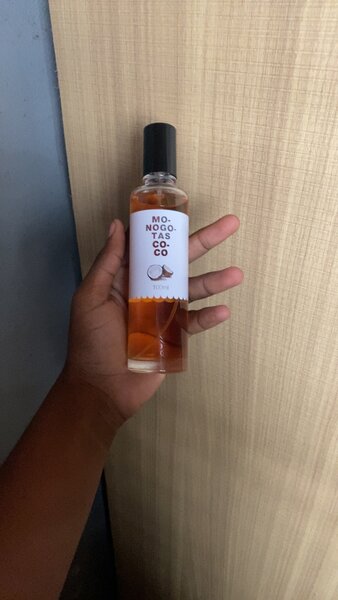 MO-
NOGO-
TAS
CO-
CO
100ml